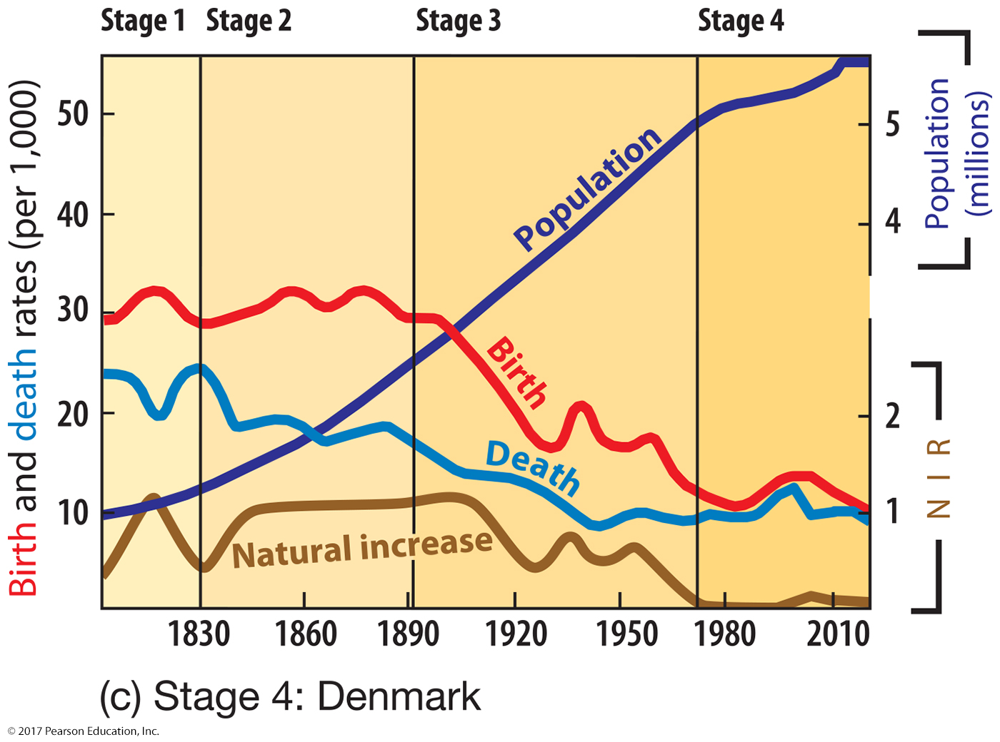 Stage 1 Stage 2 Stage 3 Stage 4
Birth and death rates (per 1,000)
50
40
30
20
10
Population
Birth
Death
Natural increase
5
4
2
1
Population
(millions)
NIR
1830 1860 1890 1920 1950 1980 2010
(c) Stage 4: Denmark
© 2017 Pearson Education, Inc.